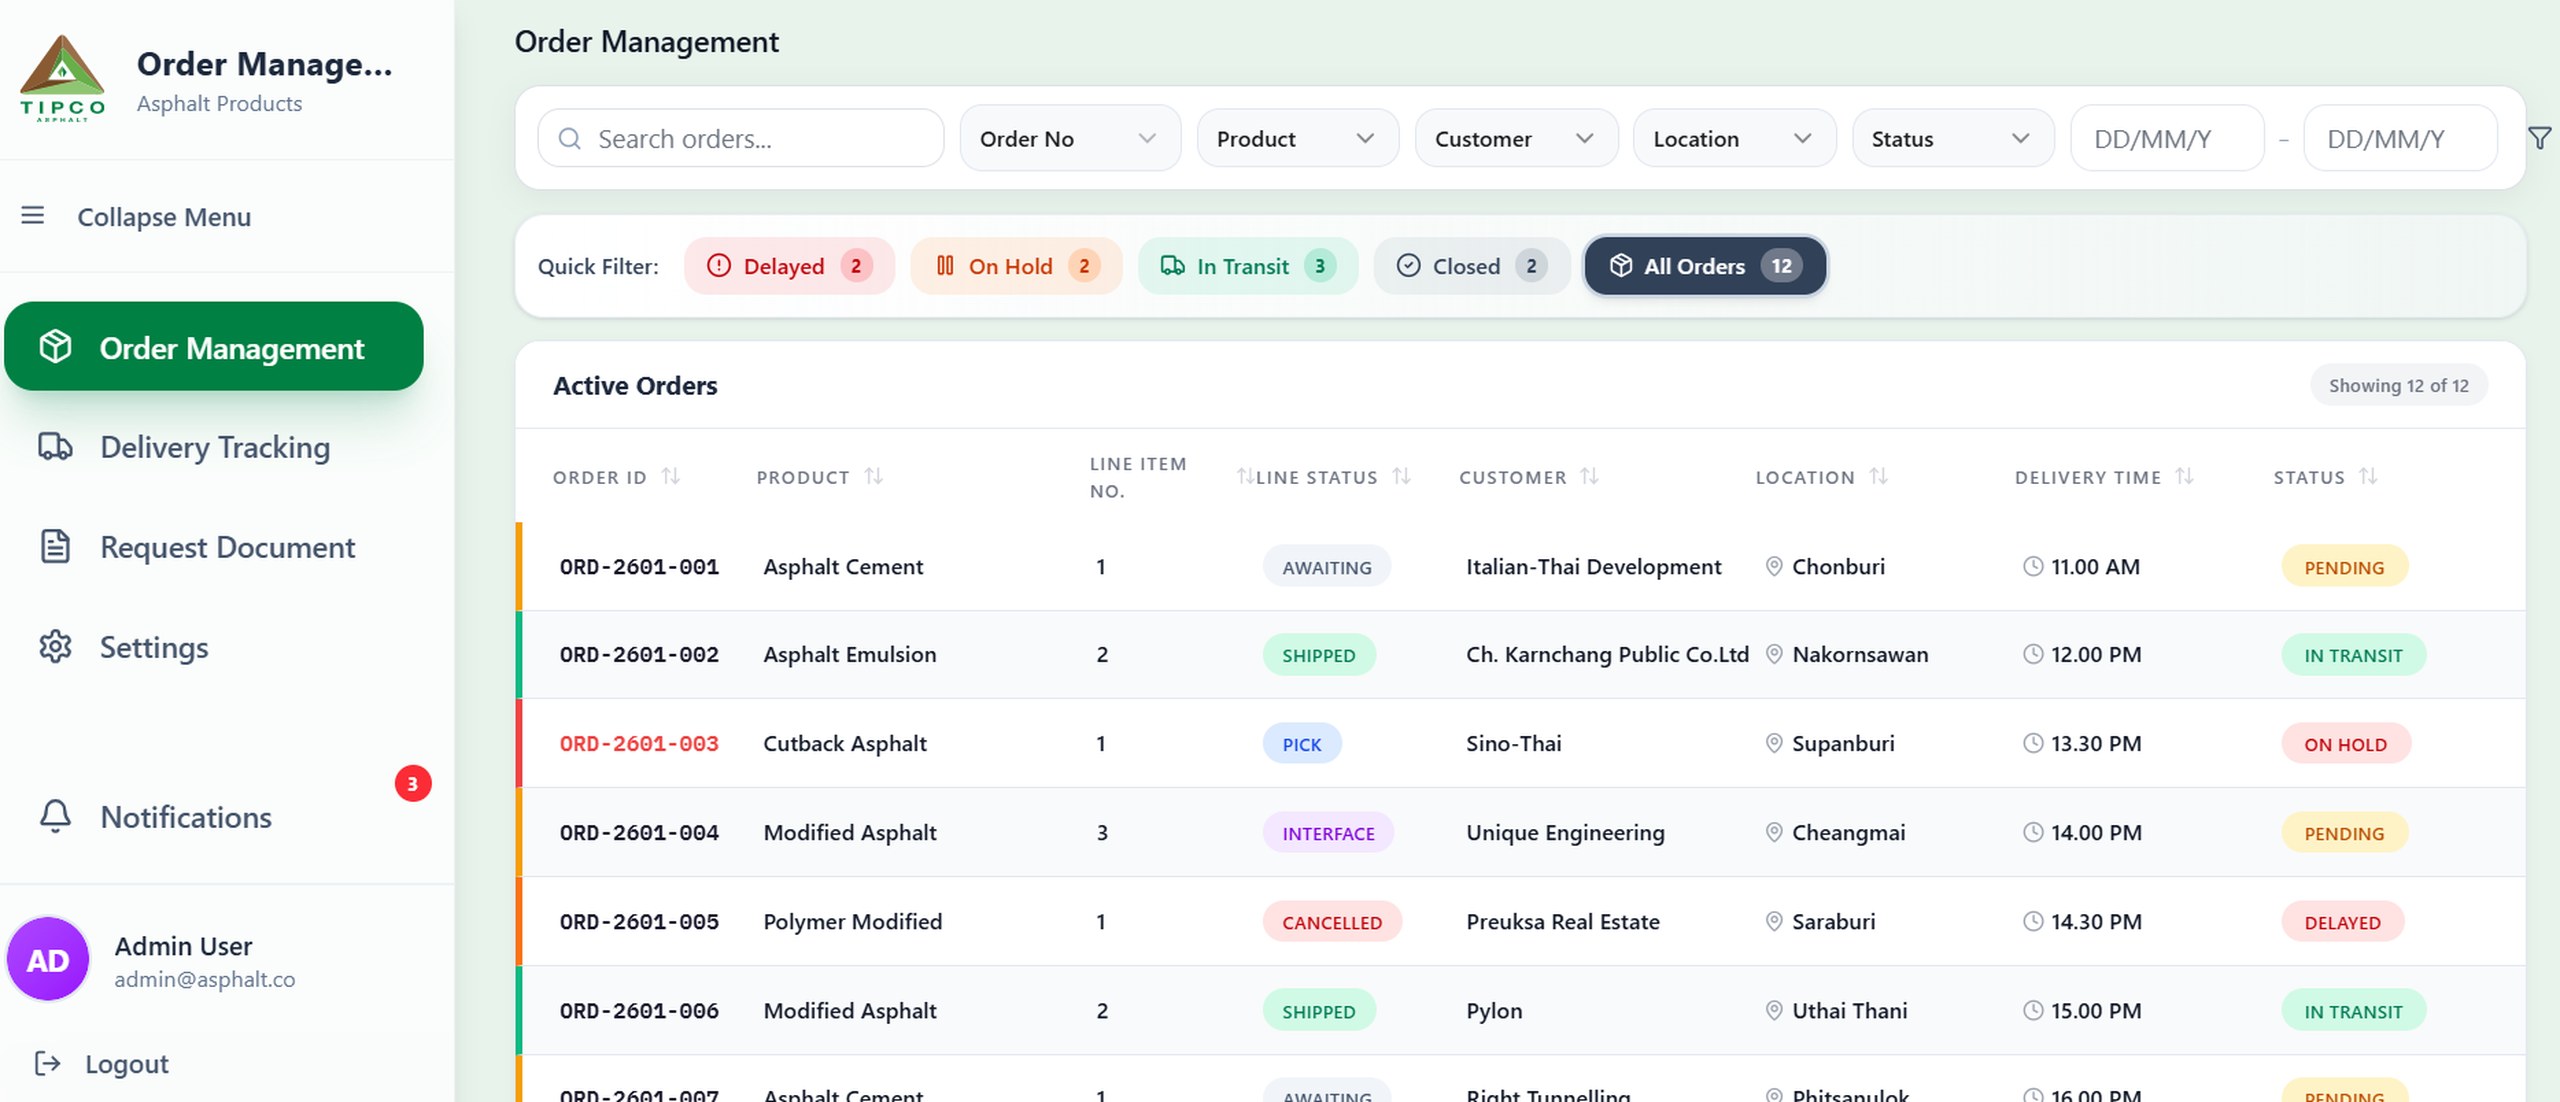 TIPCO
ASPHALT
Order Manage...
Asphalt Products
Collapse Menu
Order Management
Delivery Tracking
Request Document
Settings
3
Notifications
AD
Admin User
admin@asphalt.co
Logout
Order Management
Search orders... Order No Product Customer Location Status DD/MM/Y - DD/MM/Y
Quick Filter: Delayed 2 On Hold 2 In Transit 3 Closed 2 All Orders 12
Active Orders Showing 12 of 12
ORDER ID PRODUCT LINE ITEM NO. LINE STATUS CUSTOMER LOCATION DELIVERY TIME STATUS
ORD-2601-001 Asphalt Cement 1 AWAITING Italian-Thai Development Chonburi 11.00 AM PENDING
ORD-2601-002 Asphalt Emulsion 2 SHIPPED Ch. Karnchang Public Co.Ltd Nakornsawan 12.00 PM IN TRANSIT
ORD-2601-003 Cutback Asphalt 1 PICK Sino-Thai Supanburi 13.30 PM ON HOLD
ORD-2601-004 Modified Asphalt 3 INTERFACE Unique Engineering Cheangmai 14.00 PM PENDING
ORD-2601-005 Polymer Modified 1 CANCELLED Preuksa Real Estate Saraburi 14.30 PM DELAYED
ORD-2601-006 Modified Asphalt 2 SHIPPED Pylon Uthai Thani 15.00 PM IN TRANSIT
ORD-2601-007 Asphalt Cement 1 AWAITING Right Tunnelling Phitsanulok 16.00 PM PENDING